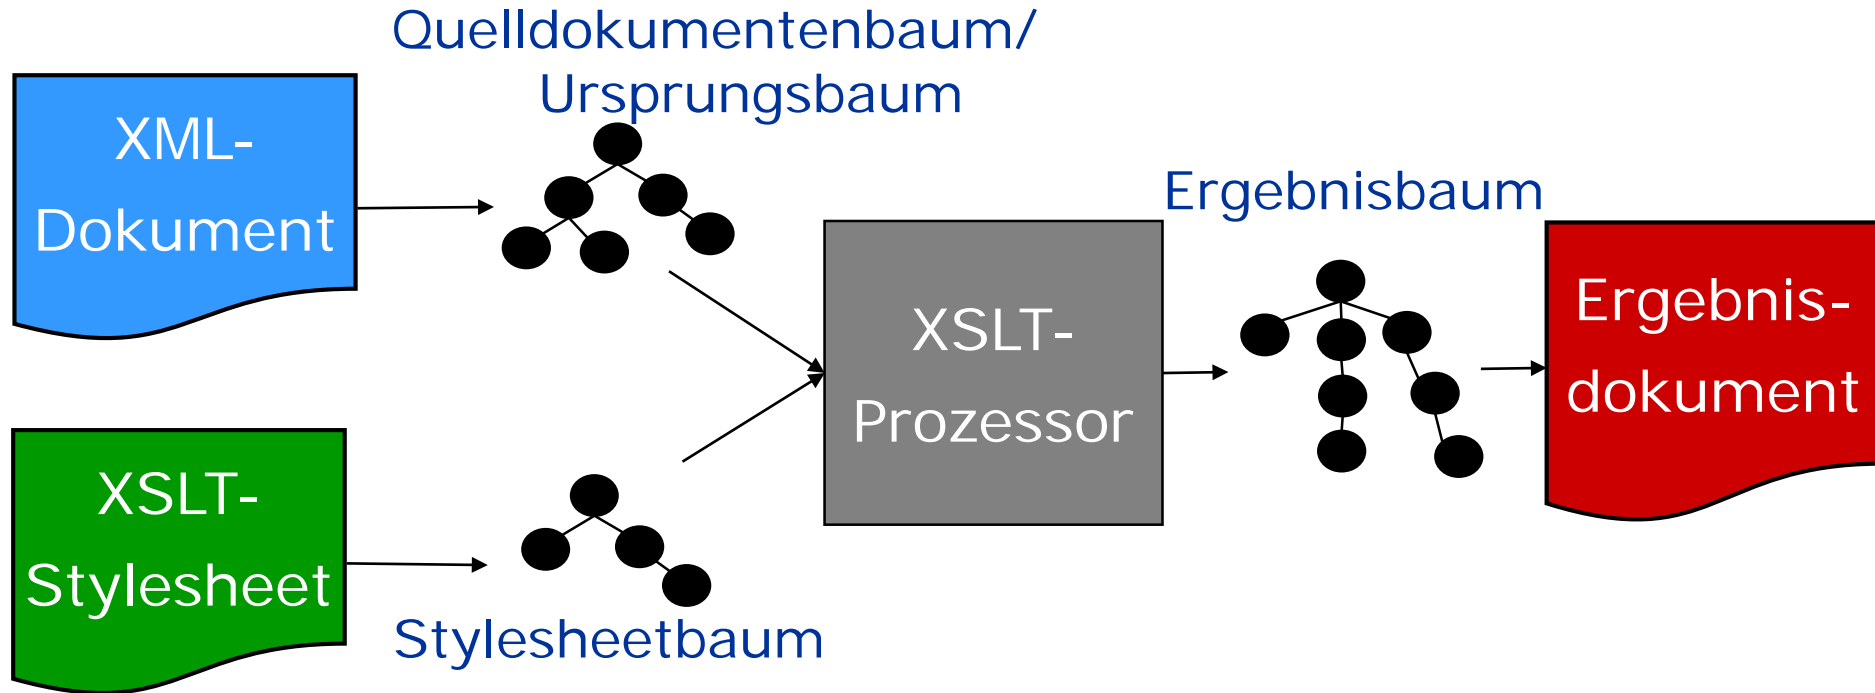 Quelldokumentenbaum/
Ursprungsbaum
XML-
Dokument
XSLT-
Stylesheet
Stylesheetbaum
XSLT-
Prozessor
Ergebnisbaum
Ergebnis-
dokument